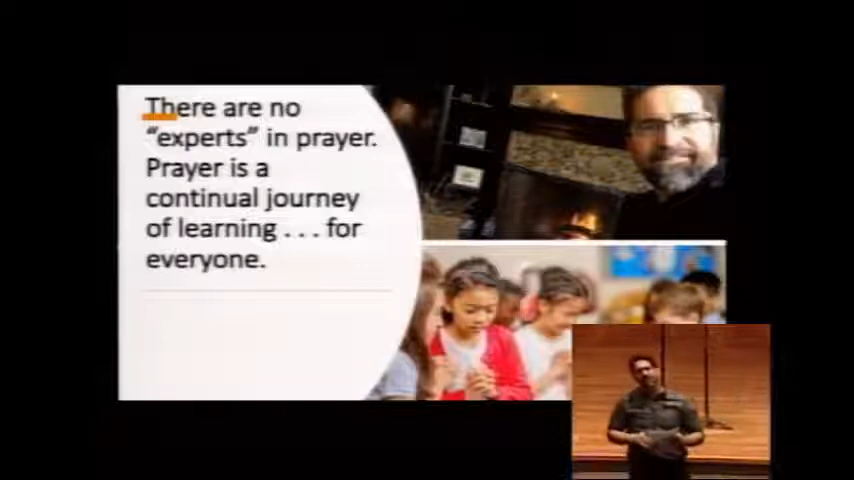 There are no
“experts” in prayer.
Prayer is a
continual journey
of learning . . . for
everyone.